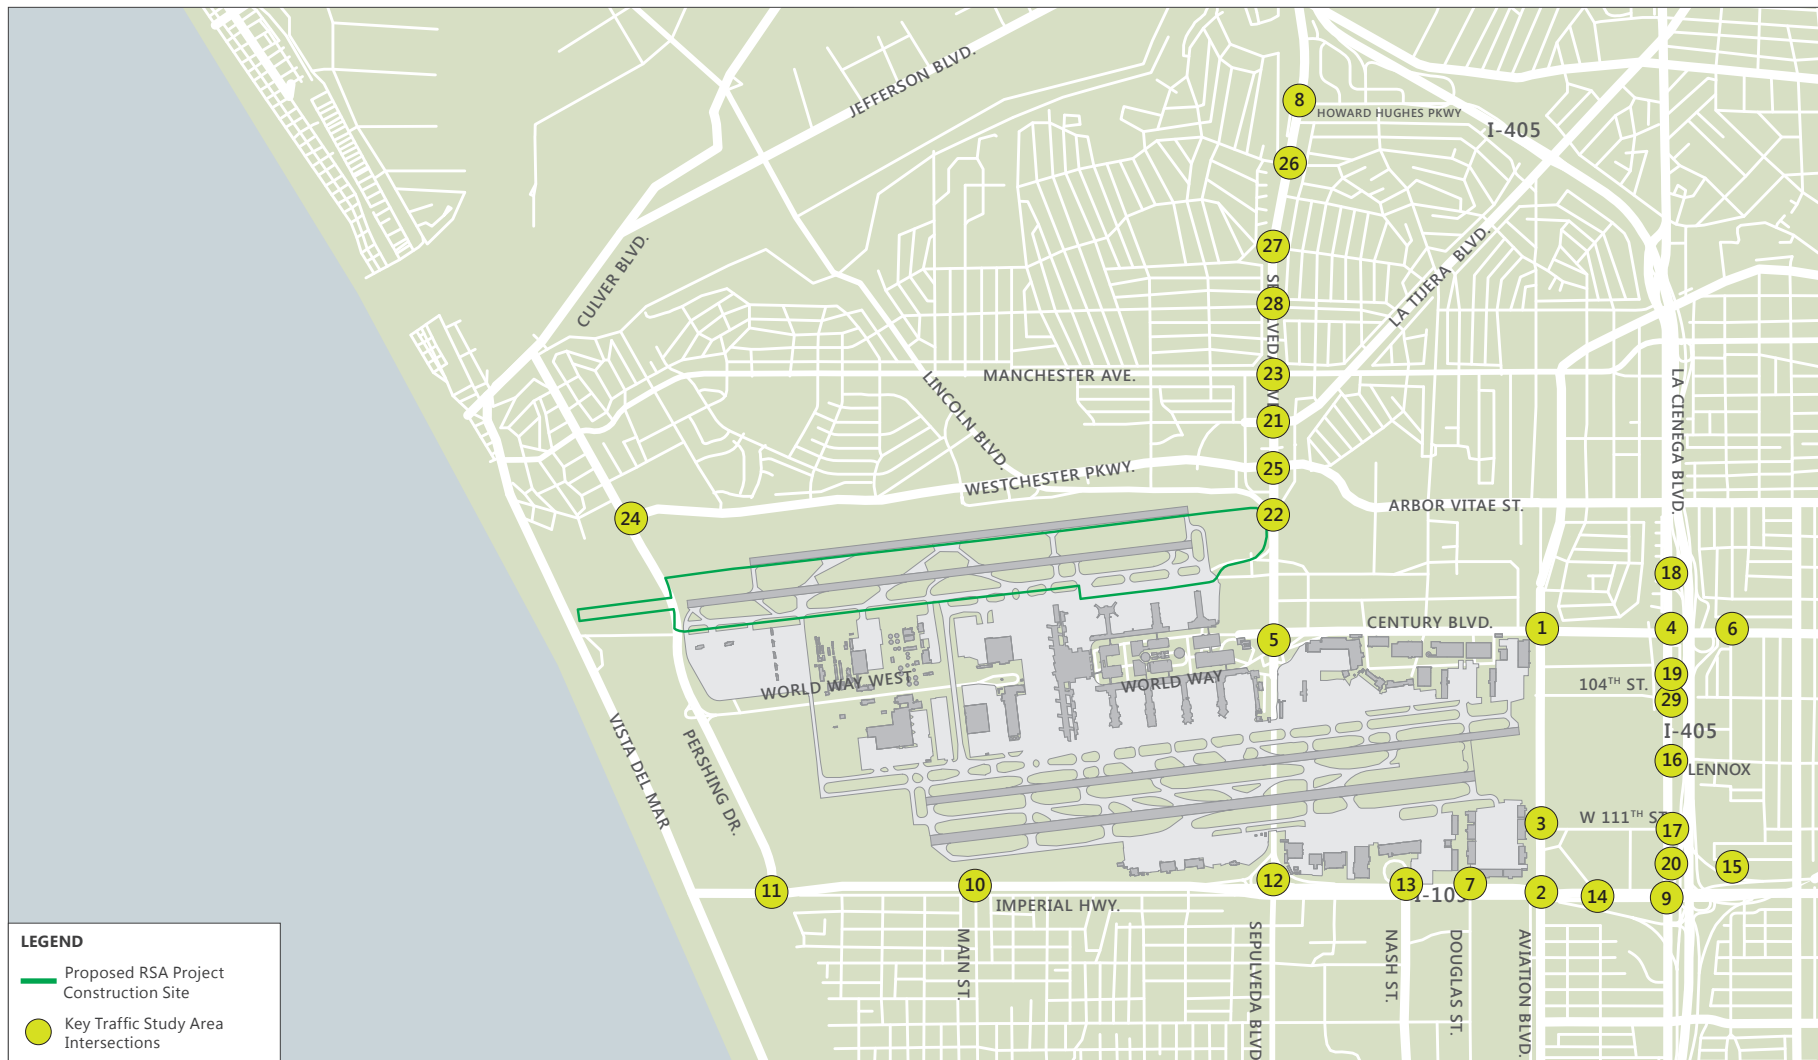 JEFFERSON BLVD.
8
HOWARD HUGHES PKWY
I-405
26
CULVER BLVD.
27
LA TIJERA BLVD.
28
MANCHESTER AVE.
23
LINCOLN BLVD.
LA CIENEGA BLVD.
21
WESTCHESTER PKWY.
25
24
22
ARBOR VITAE ST.
18
5
CENTURY BLVD.
1
4
6
WORLD WAY WEST
WORLD WAY
104TH ST.
19
29
VISTA DEL MAR
PERSHING DR.
I-405
16
LENNOX
3
W 111TH
17
20
15
11
10
IMPERIAL HWY.
12
13
7
2
14
9
MAIN ST.
SEPULVEDA BLVD
NASH ST.
DOUGLAS ST.
AVIATION BLVD.
LEGEND
Proposed RSA Project
Construction Site
Key Traffic Study Area
Intersections